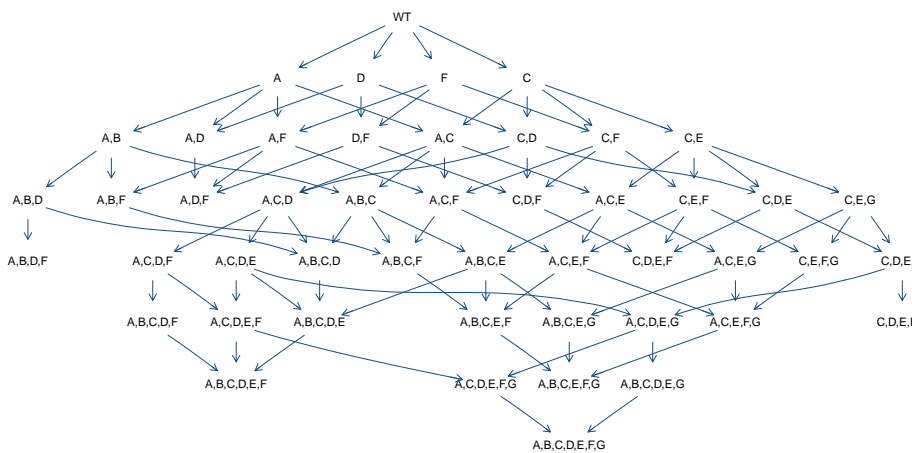 WT
A D F C
A,B A,D A,F D,F A,C C,D C,F C,E
A,B,D A,B,F A,D,F A,C,D A,B,C A,C,F C,D,F A,C,E C,E,F C,D,E C,E,G
A,B,D,F A,C,D,F A,C,D,E A,B,C,D A,B,C,F A,B,C,E A,C,E,F C,D,E,F A,C,E,G C,E,F,G C,D,E,
A,B,C,D,F A,C,D,E,F A,B,C,D,E A,B,C,E,F A,B,C,E,G A,C,D,E,G A,C,E,F,G C,D,E,
A,B,C,D,E,F A,C,D,E,F,G A,B,C,E,F,G A,B,C,D,E,G
A,B,C,D,E,F,G